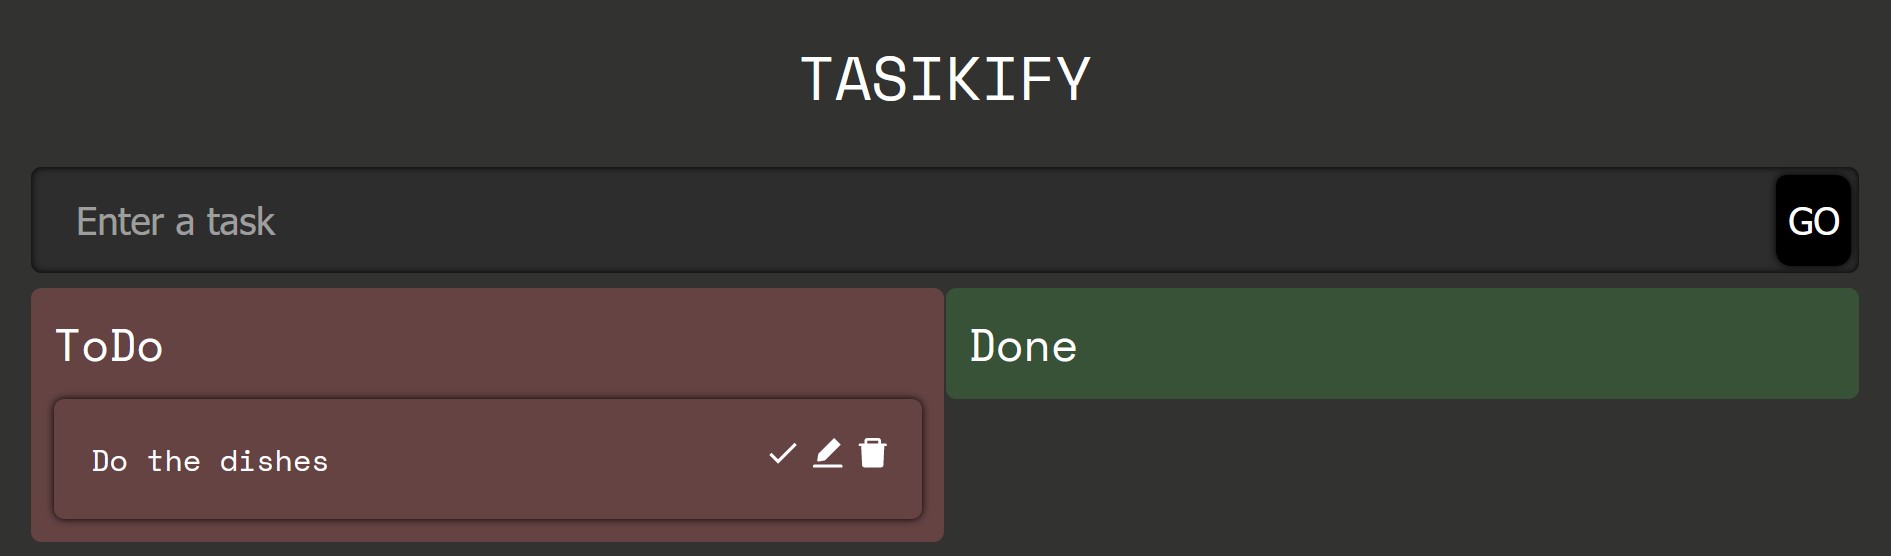 TASIKIFY
Enter a task
GO
ToDo
Done
Do the dishes